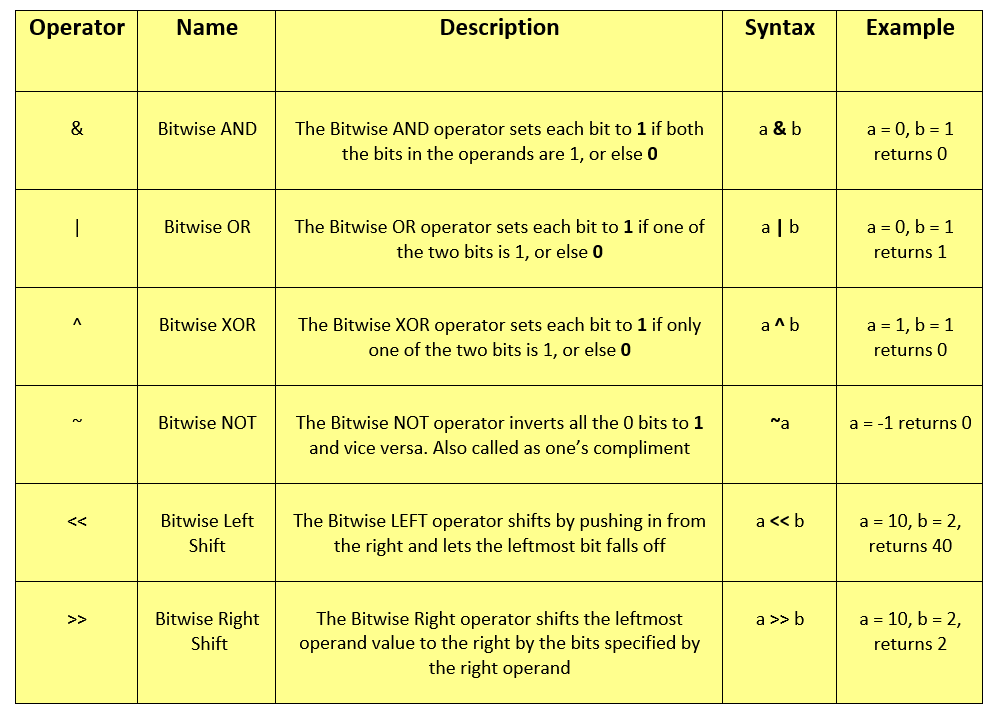 Operator Name Description Syntax Example
& Bitwise AND The Bitwise AND operator sets each bit to 1 if both a & b a = 0, b = 1
the bits in the operands are 1, or else 0 returns 0
| Bitwise OR The Bitwise OR operator sets each bit to 1 if one of a | b a = 0, b = 1
the two bits is 1, or else 0 returns 1
^ Bitwise XOR The Bitwise XOR operator sets each bit to 1 if only a ^ b a = 1, b = 1
one of the two bits is 1, or else 0 returns 0
~ Bitwise NOT The Bitwise NOT operator inverts all the 0 bits to 1 ~a a = -1 returns 0
and vice versa. Also called as one’s compliment
<< Bitwise Left The Bitwise LEFT operator shifts by pushing in from a << b a = 10, b = 2,
Shift the right and lets the leftmost bit falls off returns 40
>> Bitwise Right The Bitwise Right operator shifts the leftmost a >> b a = 10, b = 2,
Shift operand value to the right by the bits specified by returns 2
the right operand